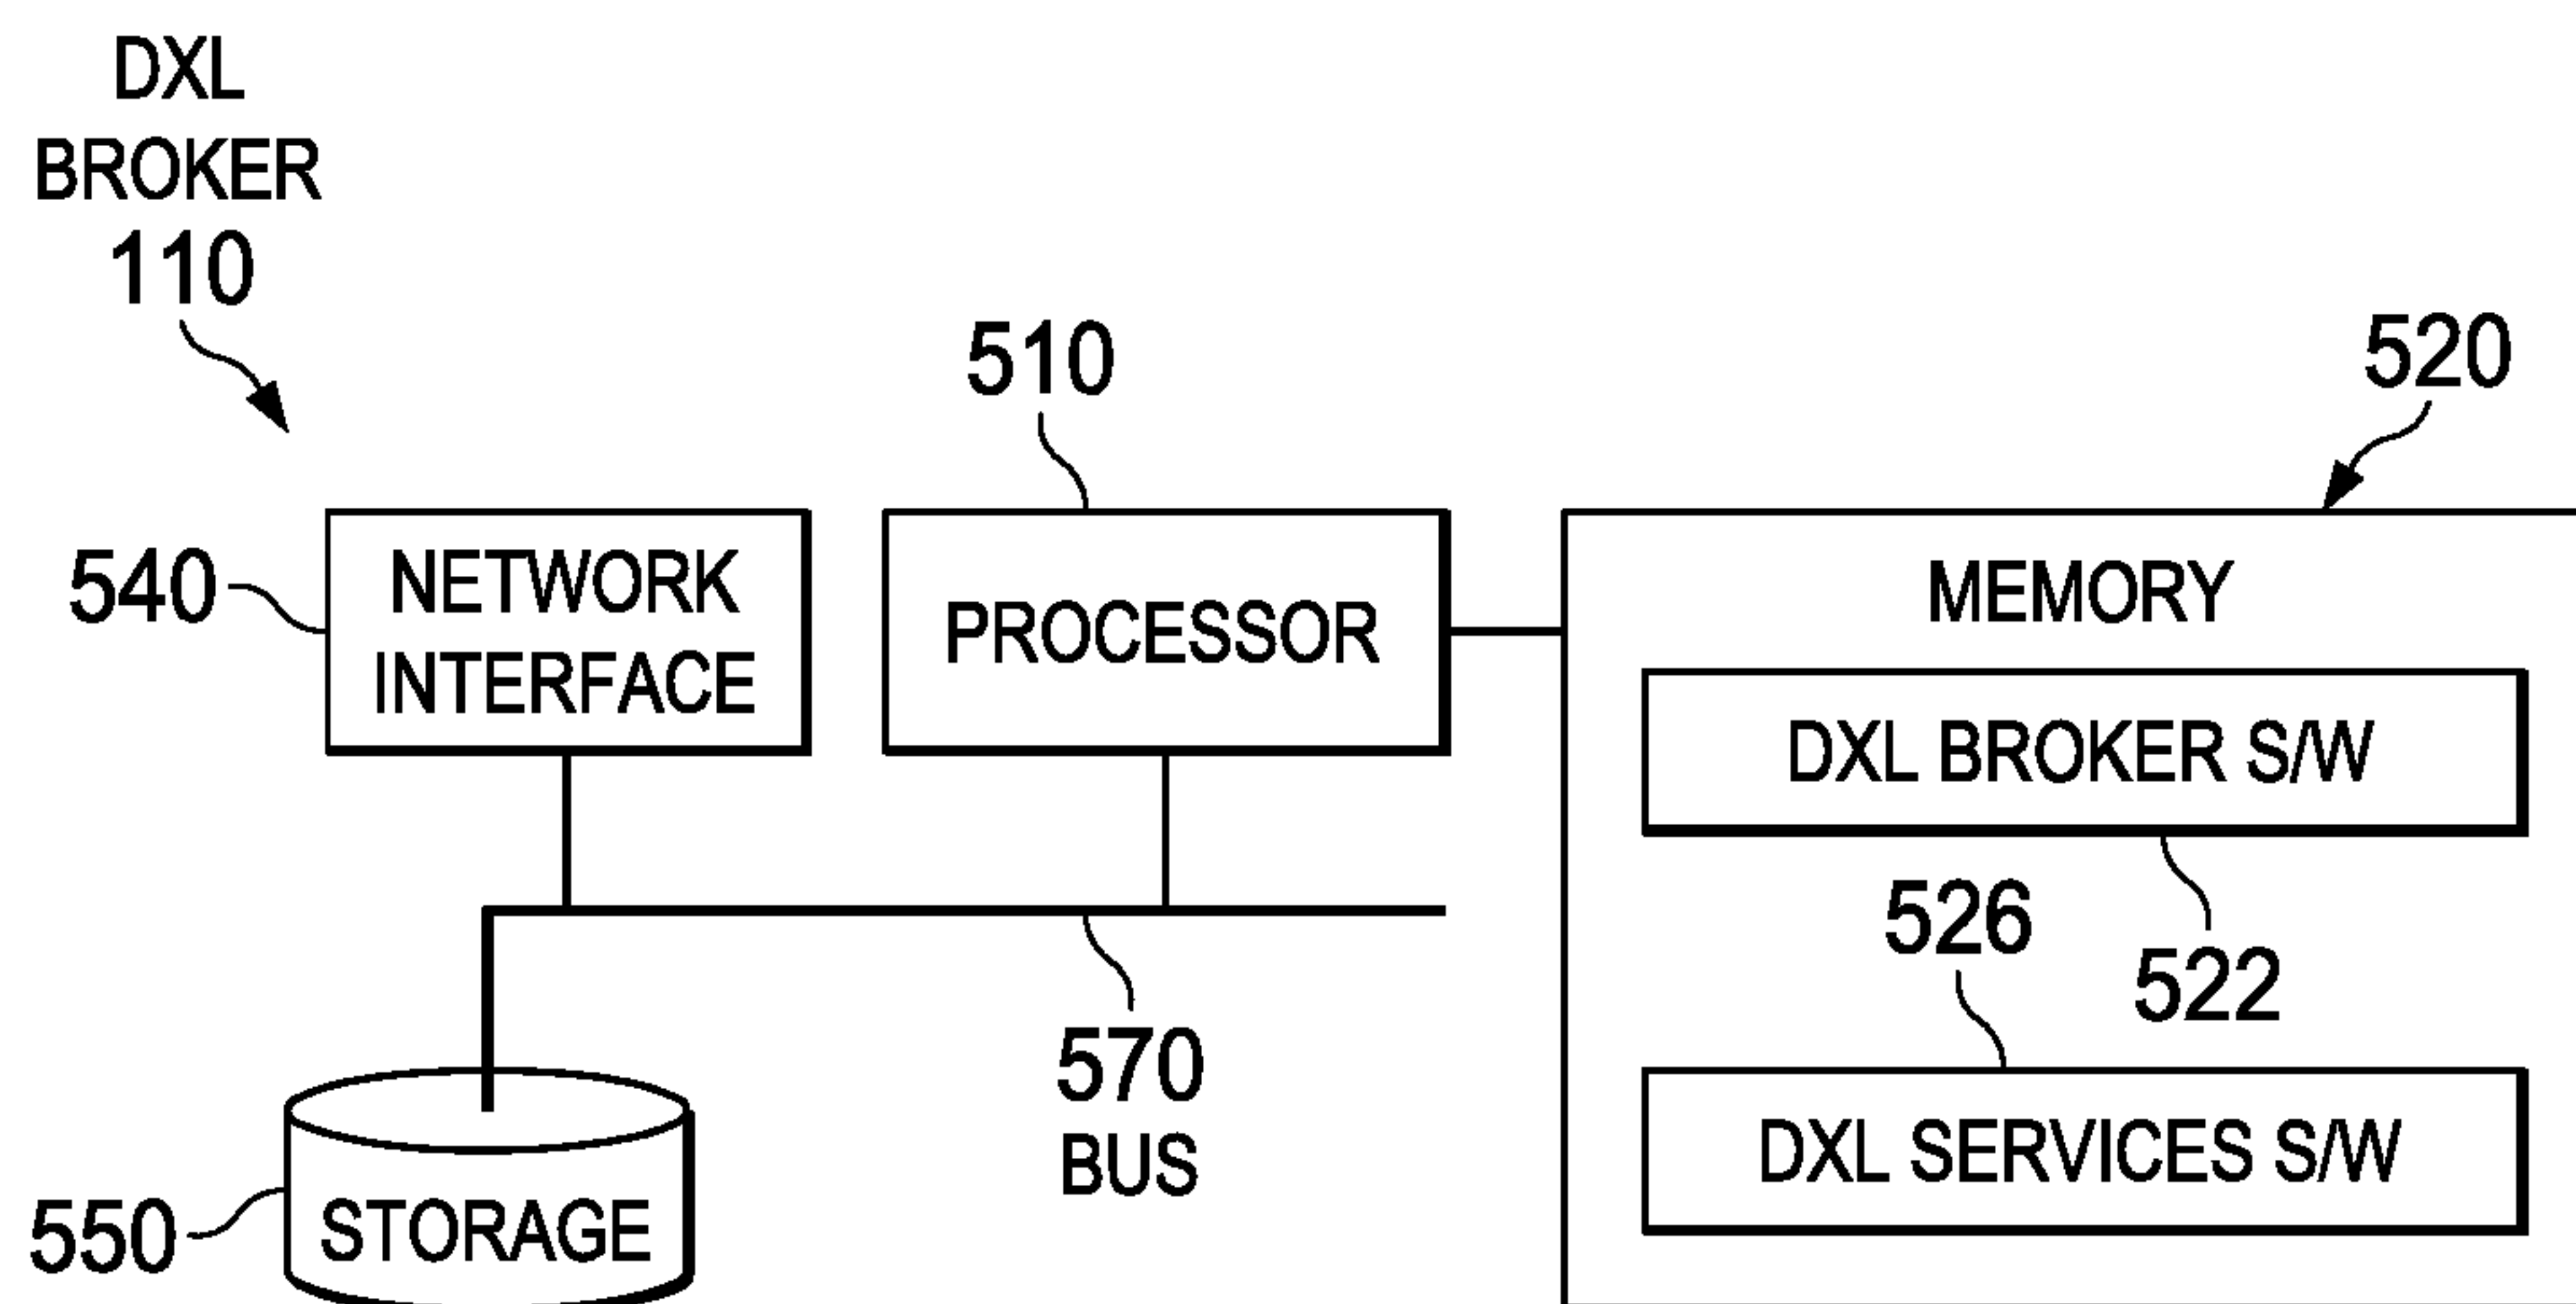 DXL
BROKER
110
510
520
540
NETWORK
INTERFACE
PROCESSOR
MEMORY
DXL BROKER S/W
526
522
570
BUS
DXL SERVICES S/W
550
STORAGE